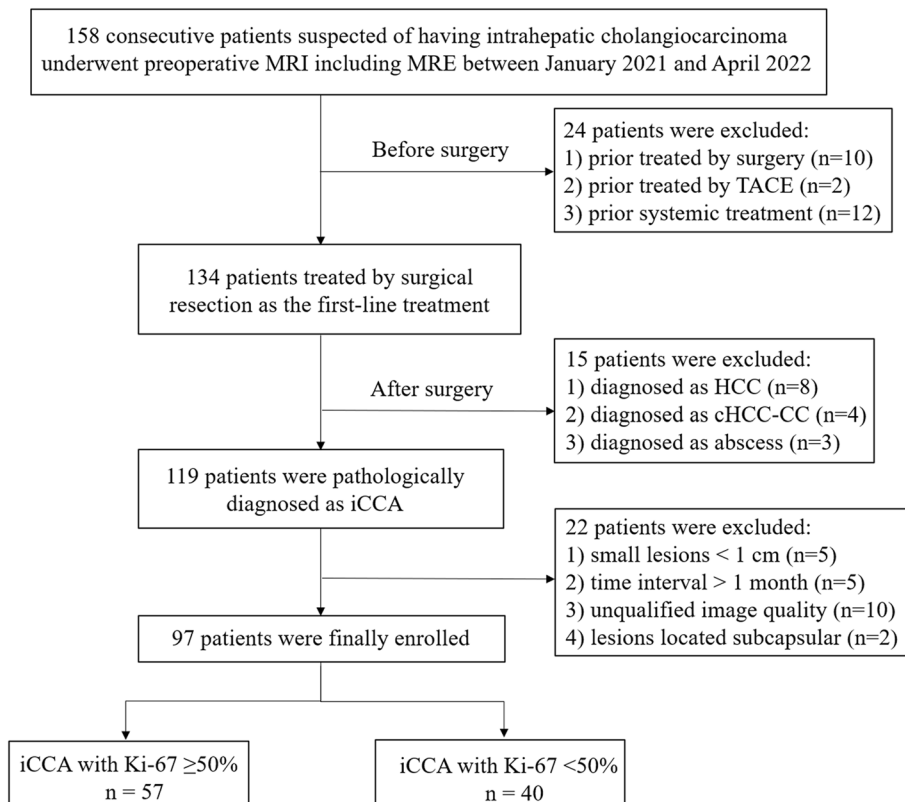 158 consecutive patients suspected of having intrahepatic cholangiocarcinoma
underwent preoperative MRI including MRE between January 2021 and April 2022
Before surgery
24 patients were excluded:
1) prior treated by surgery (n=10)
2) prior treated by TACE (n=2)
3) prior systemic treatment (n=12)
134 patients treated by surgical
resection as the first-line treatment
After surgery
15 patients were excluded:
1) diagnosed as HCC (n=8)
2) diagnosed as cHCC-CC (n=4)
3) diagnosed as abscess (n=3)
119 patients were pathologically
diagnosed as iCCA
22 patients were excluded:
1) small lesions < 1 cm (n=5)
2) time interval > 1 month (n=5)
3) unqualified image quality (n=10)
4) lesions located subcapsular (n=2)
97 patients were finally enrolled
iCCA with Ki-67 ≥50%
n = 57
iCCA with Ki-67 <50%
n = 40